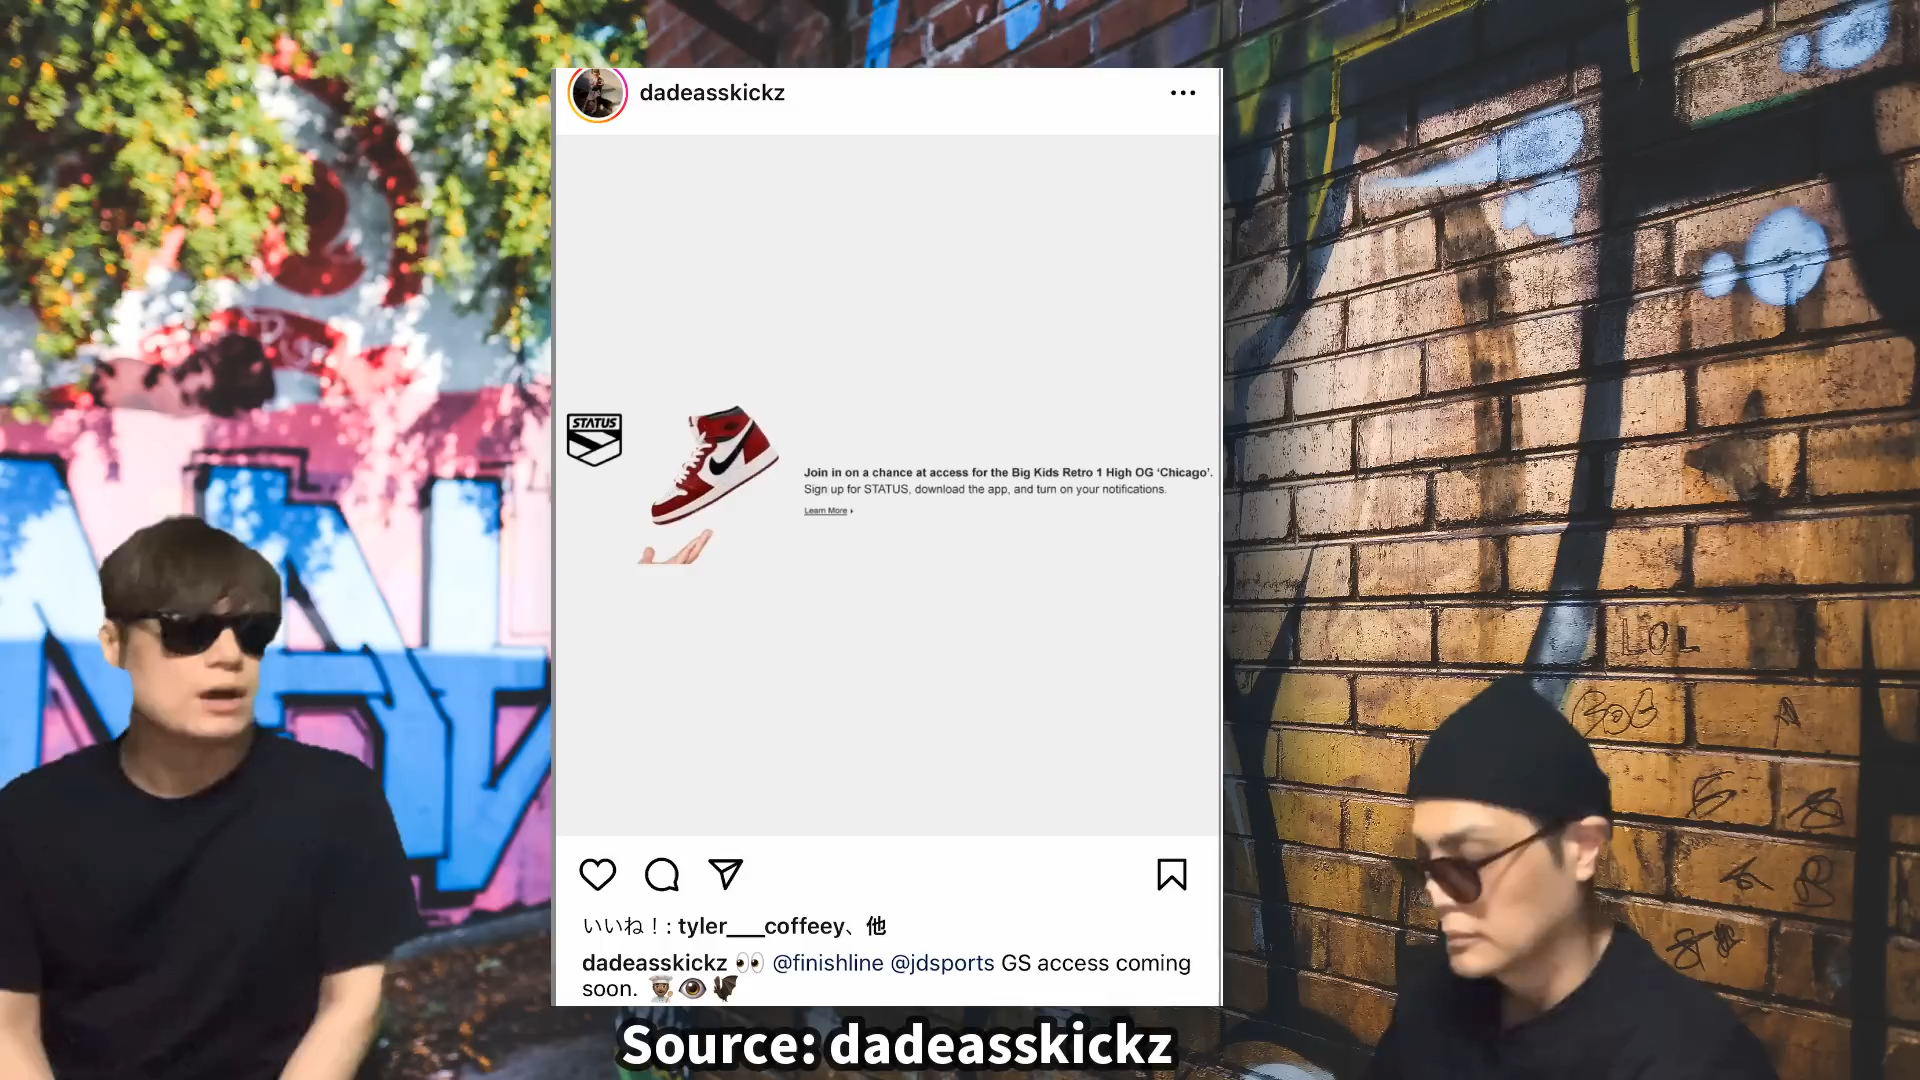 dadeasskickz
STATUS
Join in on a chance at access for the Big Kids Retro 1 High OG ‘Chicago’.
Sign up for STATUS, download the app, and turn on your notifications.
Learn More
LOL
BOB
いいね！: tyler___coffeey、他
dadeasskickz 👀 @finishline @jdsports GS access coming
soon. 👨🏽‍🍳👁️🦇
Source: dadeasskickz